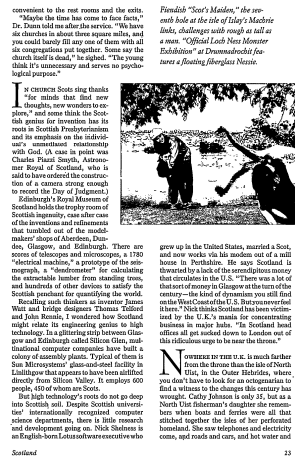 convenient to the rest rooms and the exits.
"Maybe the time has come to face facts,"
Dr. Dunn told me after the service. "We have
six churches in about three square miles, and
you could barely fill any one of them with all
six congregations put together. Some say the
church itself is dead," he sighed. "The young
think it's unnecessary and serves no psycho-
logical purpose."
IN CHURCH Scots sing thanks
"for minds that find new
thoughts, new wonders to ex-
plore," and some think the Scot-
tish genius for invention has its
roots in Scottish Presbyterianism
and its emphasis on the individ-
ual's unmediated relationship
with God. (A case in point was
Charles Piazzi Smyth, Astrono-
mer Royal of Scotland, who is
said to have ordered the construc-
tion of a camera strong enough
to record the Day of Judgment.)
Edinburgh's Royal Museum of
Scotland holds the trophy room of
Scottish ingenuity, case after case
of the inventions and refinements
that tumbled out of the model-
makers' shops of Aberdeen, Dun-
dee, Glasgow, and Edinburgh. There are
scores of telescopes and microscopes, a 1780
"electrical machine," a prototype of the seis-
mograph, a "dendrometer" for calculating
the extractable lumber from standing trees,
and hundreds of other devices to satisfy the
Scottish penchant for quantifying the world.
Recalling such thinkers as inventor James
Watt and bridge designers Thomas Telford
and John Rennie, I wondered how Scotland
might relate its engineering genius to high
technology. In a glittering strip between Glas-
gow and Edinburgh called Silicon Glen, mul-
tinational computer companies have built a
colony of assembly plants. Typical of them is
Sun Microsystems' glass-and-steel facility in
Linlithgow that appears to have been airlifted
directly from Silicon Valley. It employs 600
people, 450 of whom are Scots.
But high technology's roots do not go deep
into Scottish soil. Despite Scottish universi-
ties' internationally recognized computer
science departments, there is little research
and development going on. Nick Skelness is
an English-born Lotus software executive who
Fiendish "Scot's Maiden," the sev-
enth hole at the isle of Islay's Machrie
links, challenges with rough as tall as
a man. "Official Loch Ness Monster
Exhibition" at Drumnadrochit fea-
tures a floating fiberglass Nessie.
grew up in the United States, married a Scot,
and now works via his modem out of a mill
house in Perthshire. He says Scotland is
thwarted by a lack of the serendipitous money
that circulates in the U.S. "There was a lot of
that sort of money in Glasgow at the turn of the
century—the kind of dynamism you still find
on the West Coast of the U.S. But you never feel
it here." Nick thinks Scotland has been victim-
ized by the U.K.'s mania for concentrating
business in major hubs. "In Scotland head
offices all get sucked down to London out of
this ridiculous urge to be near the throne."
NOWHERE IN THE U.K. is much farther
from the throne than the isle of North
Uist, in the Outer Hebrides, where
you don't have to look for an octogenarian to
find a witness to the changes this century has
wrought. Cathy Johnson is only 35, but as a
North Uist fisherman's daughter she remem-
bers when boats and ferries were all that
stitched together the isles of her perforated
homeland. She saw telephones and electricity
come, and roads and cars, and hot water and
Scotland
23